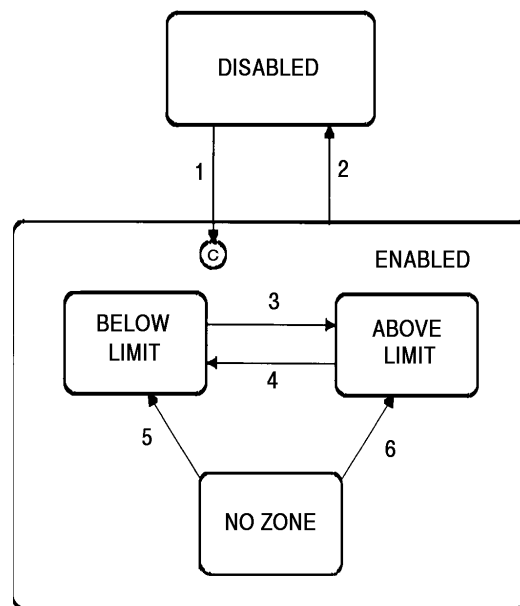 DISABLED
1
2
C
ENABLED
BELOW
LIMIT
3
ABOVE
LIMIT
4
5
6
NO ZONE